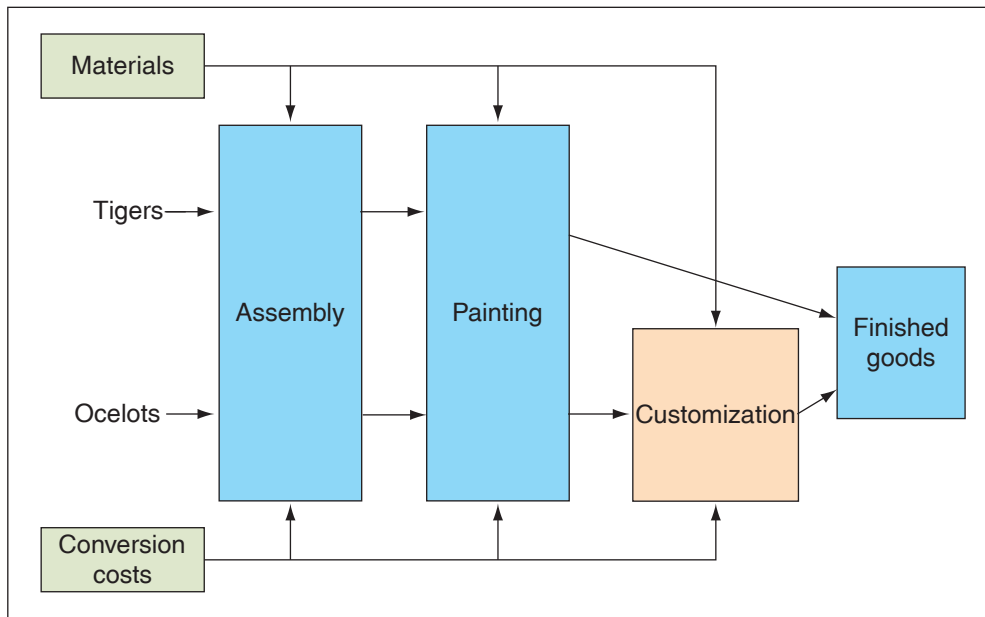 Materials
Tigers
Assembly
Painting
Finished
goods
Ocelots
Customization
Conversion
costs